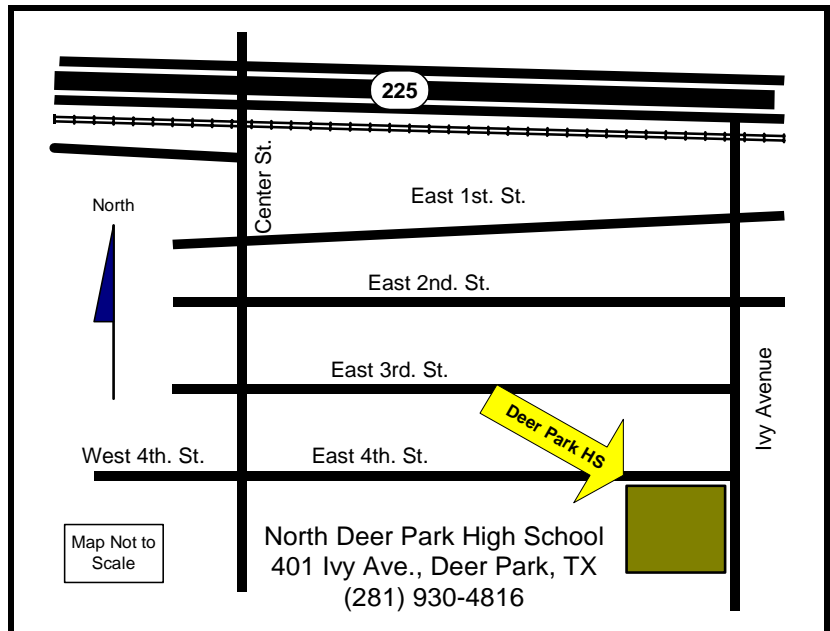 225
Center St.
East 1st. St.
North
East 2nd. St.
East 3rd. St.
Ivy Avenue
Deer Park HS
West 4th. St.
East 4th. St.
Map Not to
Scale
North Deer Park High School
401 Ivy Ave., Deer Park, TX
(281) 930-4816